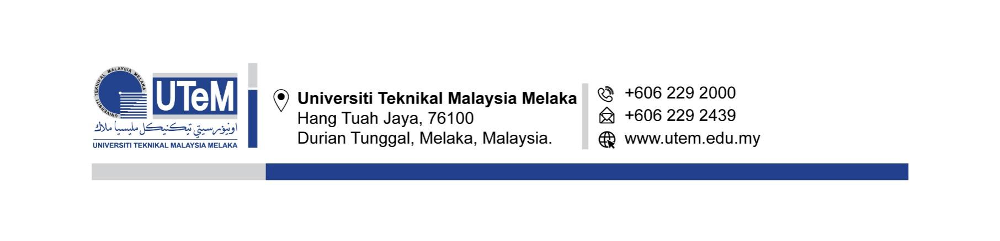 UNIVERSITI TEKNIKAL MALAYSIA MELAKA
UTeM
اونيۏرسيتي تيکنيکل مليسيا ملاك
UNIVERSITI TEKNIKAL MALAYSIA MELAKA
Universiti Teknikal Malaysia Melaka
Hang Tuah Jaya, 76100
Durian Tunggal, Melaka, Malaysia.
+606 229 2000
+606 229 2439
www.utem.edu.my